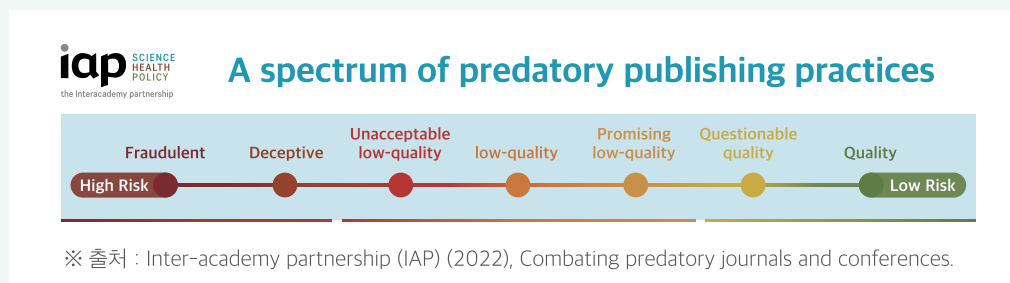 iap SCIENCE HEALTH POLICY
the Interacademy partnership
A spectrum of predatory publishing practices
Fraudulent
Deceptive
Unacceptable
low-quality
low-quality
Promising
low-quality
Questionable
quality
Quality
High Risk
Low Risk
※ 출처 : Inter-academy partnership (IAP) (2022), Combating predatory journals and conferences.